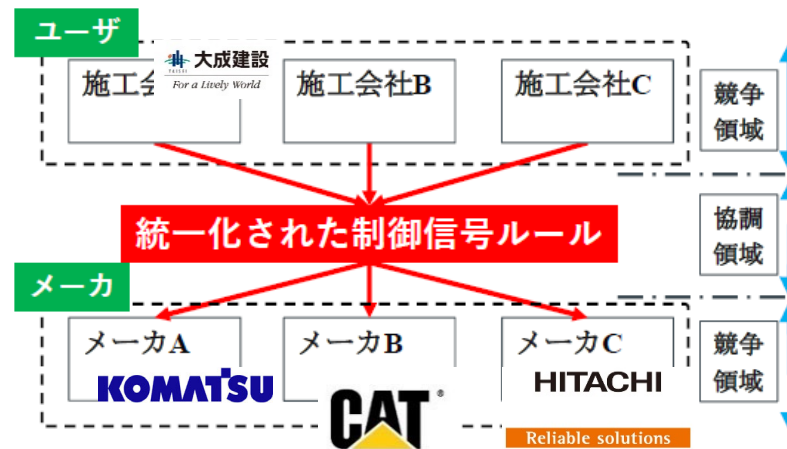 ユーザ
大成建設
TAISEI
For a Lively World
施工会
施工会社B
施工会社C
競争
領域
統一化された制御信号ルール
協調
領域
メーカ
メーカA
メーカB
メーカC
競争
領域
KOMATSU
CAT®
HITACHI
Reliable solutions